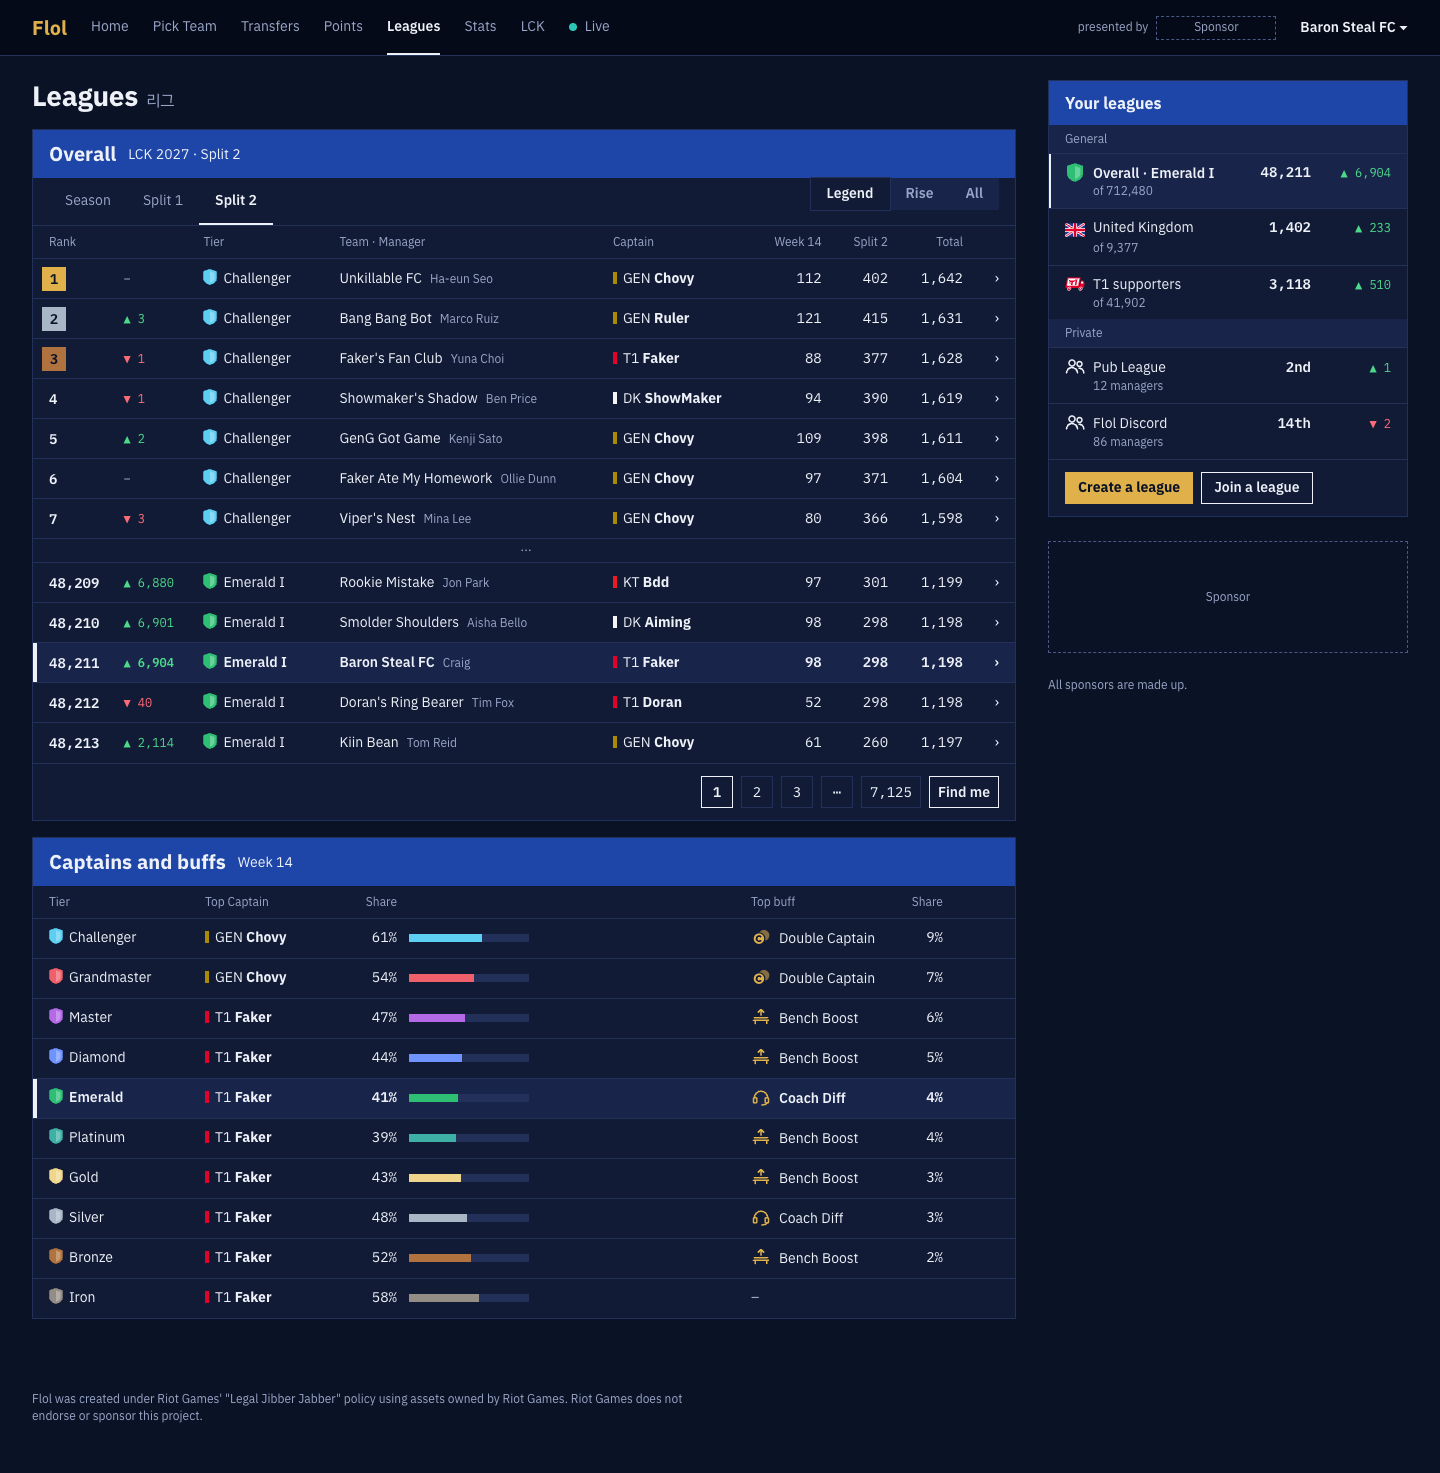 Flol Home Pick Team Transfers Points Leagues Stats LCK Live presented by Sponsor Baron Steal FC
Leagues 리그
Overall LCK 2027 · Split 2
Season Split 1 Split 2 Legend Rise All
Rank Tier Team · Manager Captain Week 14 Split 2 Total
1 – Challenger Unkillable FC Ha-eun Seo GEN Chovy 112 402 1,642 ›
2 ▲ 3 Challenger Bang Bang Bot Marco Ruiz GEN Ruler 121 415 1,631 ›
3 ▼ 1 Challenger Faker's Fan Club Yuna Choi T1 Faker 88 377 1,628 ›
4 ▼ 1 Challenger Showmaker's Shadow Ben Price DK ShowMaker 94 390 1,619 ›
5 ▲ 2 Challenger GenG Got Game Kenji Sato GEN Chovy 109 398 1,611 ›
6 – Challenger Faker Ate My Homework Ollie Dunn GEN Chovy 97 371 1,604 ›
7 ▼ 3 Challenger Viper's Nest Mina Lee GEN Chovy 80 366 1,598 ›
...
48,209 ▲ 6,880 Emerald I Rookie Mistake Jon Park KT Bdd 97 301 1,199 ›
48,210 ▲ 6,901 Emerald I Smolder Shoulders Aisha Bello DK Aiming 98 298 1,198 ›
48,211 ▲ 6,904 Emerald I Baron Steal FC Craig T1 Faker 98 298 1,198 ›
48,212 ▼ 40 Emerald I Doran's Ring Bearer Tim Fox T1 Doran 52 298 1,198 ›
48,213 ▲ 2,114 Emerald I Kiin Bean Tom Reid GEN Chovy 61 260 1,197 ›
1 2 3 … 7,125 Find me
Captains and buffs Week 14
Tier Top Captain Share Top buff Share
Challenger GEN Chovy 61% Double Captain 9%
Grandmaster GEN Chovy 54% Double Captain 7%
Master T1 Faker 47% Bench Boost 6%
Diamond T1 Faker 44% Bench Boost 5%
Emerald T1 Faker 41% Coach Diff 4%
Platinum T1 Faker 39% Bench Boost 4%
Gold T1 Faker 43% Bench Boost 3%
Silver T1 Faker 48% Coach Diff 3%
Bronze T1 Faker 52% Bench Boost 2%
Iron T1 Faker 58% –
Your leagues
General
Overall · Emerald I 48,211 ▲ 6,904
of 712,480
United Kingdom 1,402 ▲ 233
of 9,377
T1 supporters 3,118 ▲ 510
of 41,902
Private
Pub League 2nd ▲ 1
12 managers
Flol Discord 14th ▼ 2
86 managers
Create a league Join a league
Sponsor
All sponsors are made up.
Flol was created under Riot Games' "Legal Jibber Jabber" policy using assets owned by Riot Games. Riot Games does not
endorse or sponsor this project.